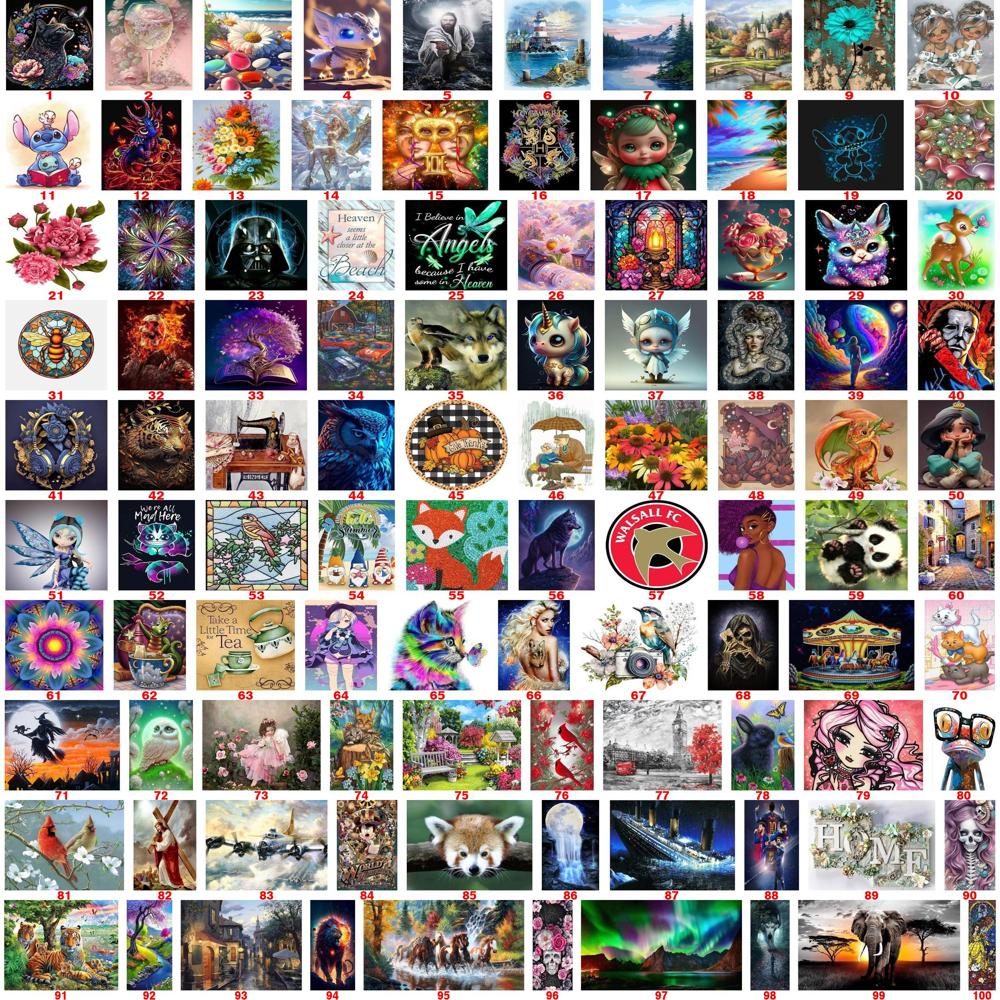 1 2 3 4 5 6 7 8 9 10
HOGWARTS
H
III
11 12 13 14 15 16 17 18 19 20
Heaven
seems
a little
closer at the
Beach
I Believe in
Angels
because I have
some in Heaven
21 22 23 24 25 26 27 28 29 30
31 32 33 34 35 36 37 38 39 40
41 42 43 44 45 46 47 48 49 50
We're All
Mad Here
hello
Summer
WALSALL FC
51 52 53 54 55 56 57 58 59 60
Take a
Little Time
for
Tea
61 62 63 64 65 66 67 68 69 70
71 72 73 74 75 76 77 78 79 80
WORLD
HOME
81 82 83 84 85 86 87 88 89 90
91 92 93 94 95 96 97 98 99 100